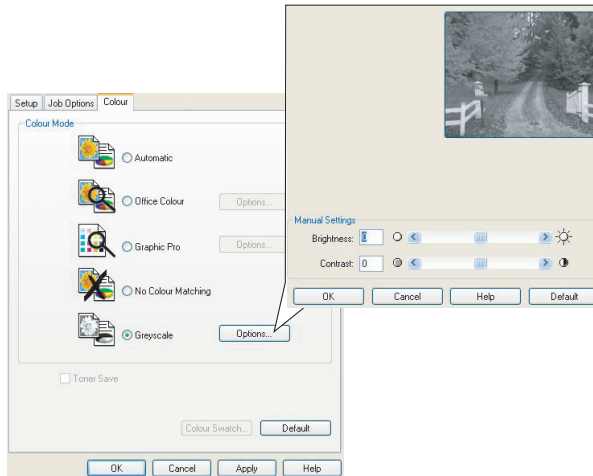 Setup Job Options Colour
Colour Mode
Automatic
Office Colour Options...
Graphic Pro Options...
No Colour Matching
Greyscale Options...
Toner Save
Colour Swatch... Default
OK Cancel Apply Help
Manual Settings
Brightness: 0
Contrast: 0
OK Cancel Help Default